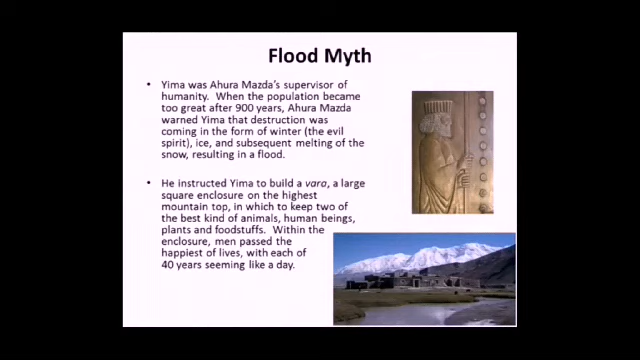 Flood Myth
• Yima was Ahura Mazda's supervisor of
humanity. When the population became
too great after 900 years, Ahura Mazda
warned Yima that destruction was
coming in the form of winter (the evil
spirit), ice, and subsequent melting of the
snow, resulting in a flood.
• He instructed Yima to build a vara, a large
square enclosure on the highest
mountain top, in which to keep two of
the best kind of animals, human beings,
plants and foodstuffs. Within the
enclosure, men passed the
happiest of lives, with each of
40 years seeming like a day.